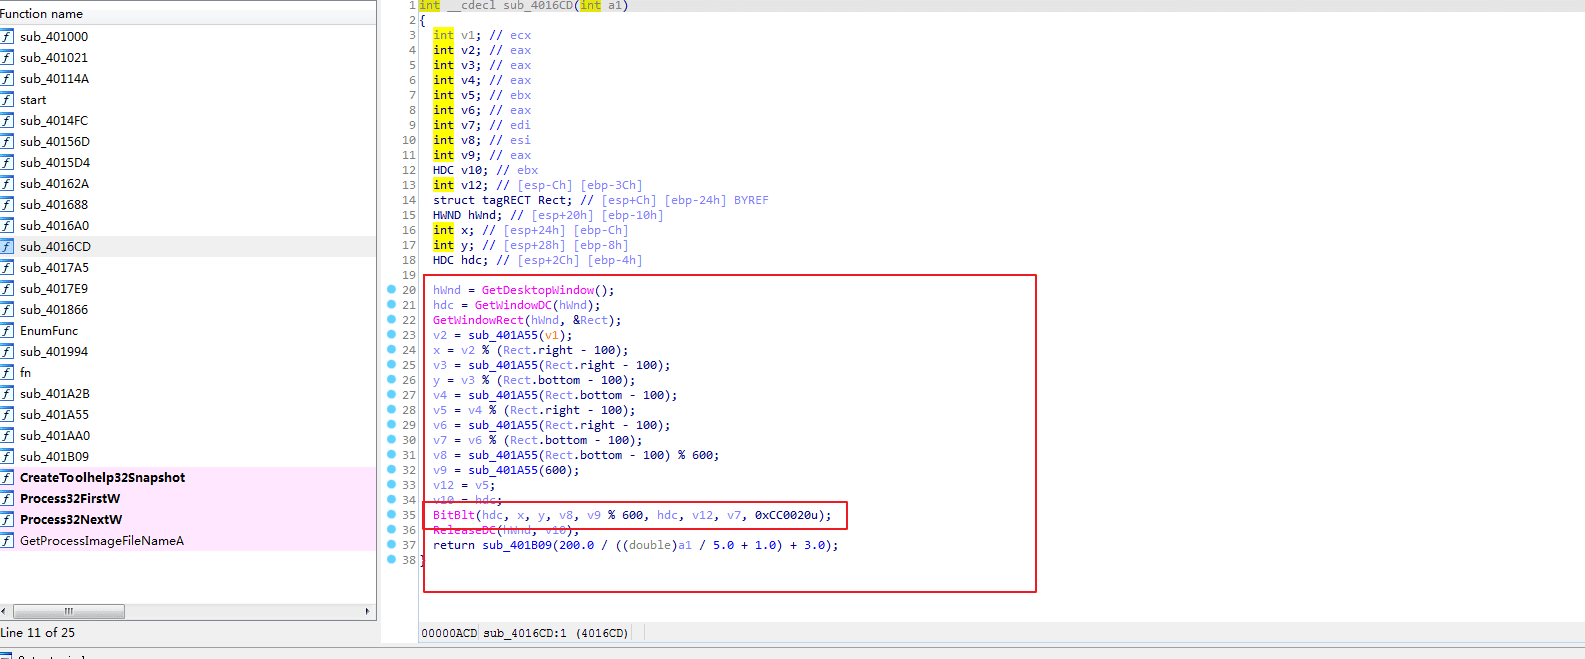 Function name
sub_401000
sub_401021
sub_40114A
start
sub_4014FC
sub_40156D
sub_4015D4
sub_40162A
sub_401688
sub_4016A0
sub_4016CD
sub_4017A5
sub_4017E9
sub_401866
EnumFunc
sub_401994
fn
sub_401A2B
sub_401A55
sub_401AA0
sub_401B09
CreateToolhelp32Snapshot
Process32FirstW
Process32NextW
GetProcessImageFileNameA
Line 11 of 25
1 int __cdecl sub_4016CD(int a1)
2 {
3 int v1; // ecx
4 int v2; // eax
5 int v3; // eax
6 int v4; // eax
7 int v5; // ebx
8 int v6; // eax
9 int v7; // edi
10 int v8; // esi
11 int v9; // eax
12 HDC v10; // ebx
13 int v12; // [esp-Ch] [ebp-3Ch]
14 struct tagRECT Rect; // [esp+Ch] [ebp-24h] BYREF
15 HWND hWnd; // [esp+20h] [ebp-10h]
16 int x; // [esp+24h] [ebp-Ch]
17 int y; // [esp+28h] [ebp-8h]
18 HDC hdc; // [esp+2Ch] [ebp-4h]
19
20 hWnd = GetDesktopWindow();
21 hdc = GetWindowDC(hWnd);
22 GetWindowRect(hWnd, &Rect);
23 v2 = sub_401A55(v1);
24 x = v2 % (Rect.right - 100);
25 v3 = sub_401A55(Rect.right - 100);
26 y = v3 % (Rect.bottom - 100);
27 v4 = sub_401A55(Rect.bottom - 100);
28 v5 = v4 % (Rect.right - 100);
29 v6 = sub_401A55(Rect.right - 100);
30 v7 = v6 % (Rect.bottom - 100);
31 v8 = sub_401A55(Rect.bottom - 100) % 600;
32 v9 = sub_401A55(600);
33 v12 = v5;
34 v10 = hdc;
35 BitBlt(hdc, x, y, v8, v9 % 600, hdc, v12, v7, 0xCC0020u);
36 ReleaseDC(hWnd, v10);
37 return sub_401B09(200.0 / ((double)a1 / 5.0 + 1.0) + 3.0);
38 }
00000ACD sub_4016CD:1 (4016CD)